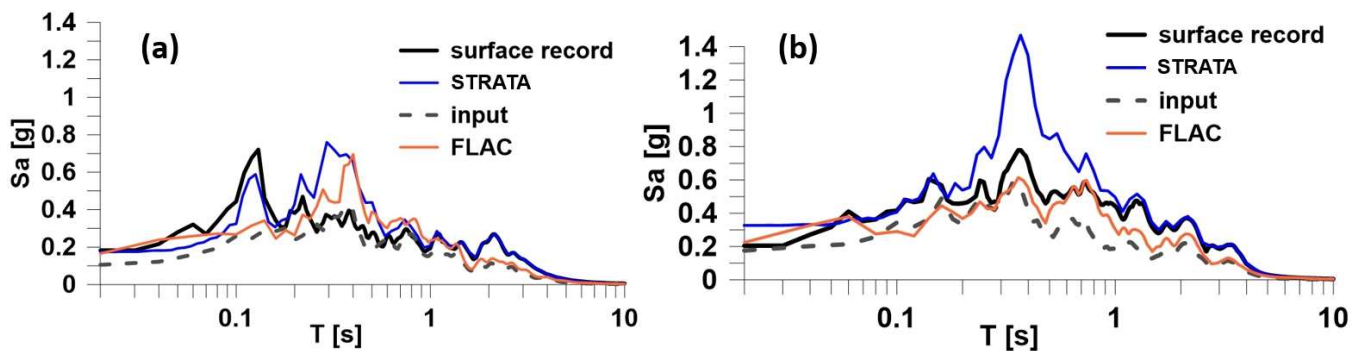 (a)
1.4
1.2
1
0.8
0.6
0.4
0.2
0
Sa [g]
surface record
STRATA
input
FLAC
0.1
1
10
T [s]
(b)
1.4
1.2
1
0.8
0.6
0.4
0.2
0
Sa [g]
surface record
STRATA
input
FLAC
0.1
1
10
T [s]